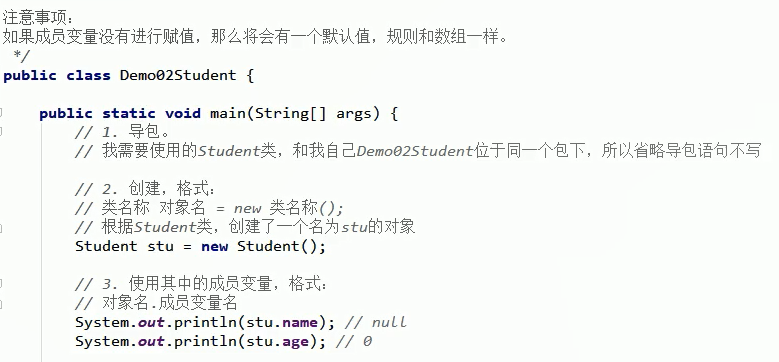 注意事项：
如果成员变量没有进行赋值，那么将会有一个默认值，规则和数组一样。
*/
public class Demo02Student {
public static void main(String[] args) {
// 1. 导包。
// 我需要使用的Student类，和我自己Demo02Student位于同一个包下，所以省略导包语句不写
// 2. 创建，格式：
// 类名称 对象名 = new 类名称();
// 根据Student类，创建了一个名为stu的对象
Student stu = new Student();
// 3. 使用其中的成员变量，格式：
// 对象名.成员变量名
System.out.println(stu.name); // null
System.out.println(stu.age); // 0